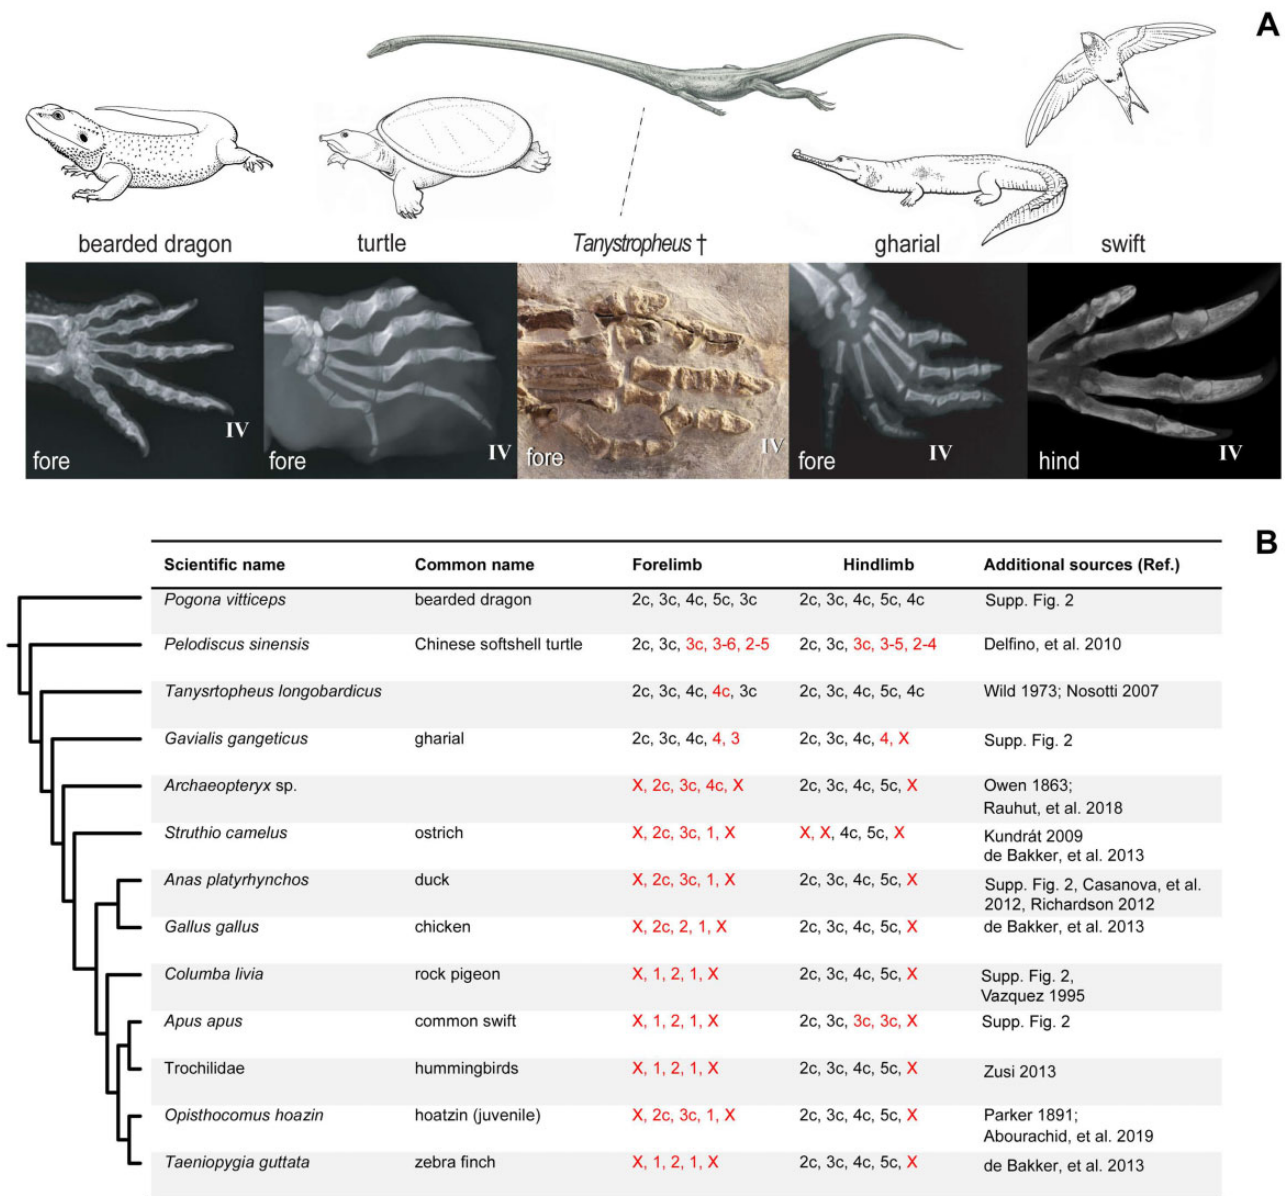 A
bearded dragon
turtle
Tanystropheus †
gharial
swift
IV
fore
IV
fore
IV
fore
IV
fore
IV
hind
B
Scientific name Common name Forelimb Hindlimb Additional sources (Ref.)
Pogona vitticeps bearded dragon 2c, 3c, 4c, 5c, 3c 2c, 3c, 4c, 5c, 4c Supp. Fig. 2
Pelodiscus sinensis Chinese softshell turtle 2c, 3c, 3c, 3-6, 2-5 2c, 3c, 3c, 3-5, 2-4 Delfino, et al. 2010
Tanysrtopheus longobardicus 2c, 3c, 4c, 4c, 3c 2c, 3c, 4c, 5c, 4c Wild 1973; Nosotti 2007
Gavialis gangeticus gharial 2c, 3c, 4c, 4, 3 2c, 3c, 4c, 4, X Supp. Fig. 2
Archaeopteryx sp. X, 2c, 3c, 4c, X 2c, 3c, 4c, 5c, X Owen 1863;
Rauhut, et al. 2018
Struthio camelus ostrich X, 2c, 3c, 1, X X, X, 4c, 5c, X Kundrát 2009
de Bakker, et al. 2013
Anas platyrhynchos duck X, 2c, 3c, 1, X 2c, 3c, 4c, 5c, X Supp. Fig. 2, Casanova, et al.
2012, Richardson 2012
Gallus gallus chicken X, 2c, 2, 1, X 2c, 3c, 4c, 5c, X de Bakker, et al. 2013
Columba livia rock pigeon X, 1, 2, 1, X 2c, 3c, 4c, 5c, X Supp. Fig. 2,
Vazquez 1995
Apus apus common swift X, 1, 2, 1, X 2c, 3c, 3c, 3c, X Supp. Fig. 2
Trochilidae hummingbirds X, 1, 2, 1, X 2c, 3c, 4c, 5c, X Zusi 2013
Opisthocomus hoazin hoatzin (juvenile) X, 2c, 3c, 1, X 2c, 3c, 4c, 5c, X Parker 1891;
Abourachid, et al. 2019
Taeniopygia guttata zebra finch X, 1, 2, 1, X 2c, 3c, 4c, 5c, X de Bakker, et al. 2013